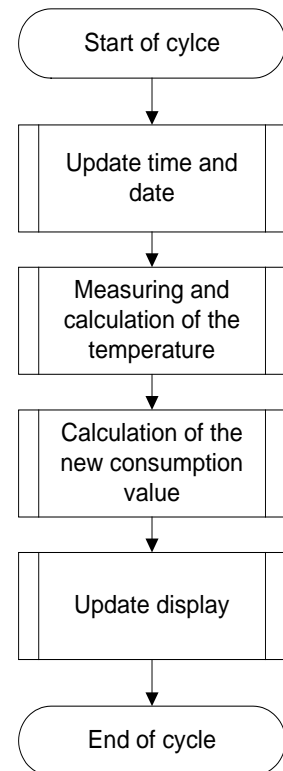 Start of cylce
Update time and
date
Measuring and
calculation of the
temperature
Calculation of the
new consumption
value
Update display
End of cycle